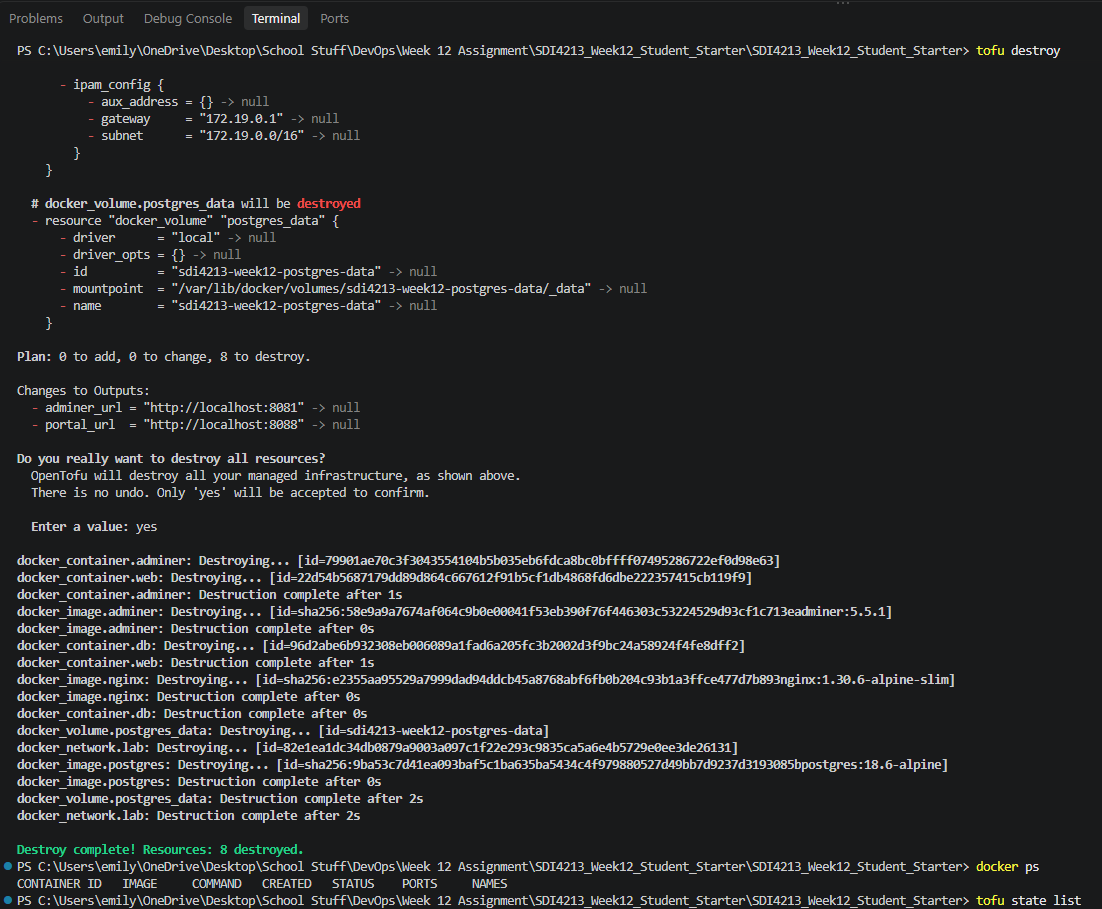 Problems Output Debug Console Terminal Ports
PS C:\Users\emily\OneDrive\Desktop\School Stuff\DevOps\Week 12 Assignment\SDI4213_Week12_Student_Starter\SDI4213_Week12_Student_Starter> tofu destroy
- ipam_config {
- aux_address = {} -> null
- gateway = "172.19.0.1" -> null
- subnet = "172.19.0.0/16" -> null
}
}
# docker_volume.postgres_data will be destroyed
- resource "docker_volume" "postgres_data" {
- driver = "local" -> null
- driver_opts = {} -> null
- id = "sdi4213-week12-postgres-data" -> null
- mountpoint = "/var/lib/docker/volumes/sdi4213-week12-postgres-data/_data" -> null
- name = "sdi4213-week12-postgres-data" -> null
}
Plan: 0 to add, 0 to change, 8 to destroy.
Changes to Outputs:
- adminer_url = "http://localhost:8081" -> null
- portal_url = "http://localhost:8088" -> null
Do you really want to destroy all resources?
OpenTofu will destroy all your managed infrastructure, as shown above.
There is no undo. Only 'yes' will be accepted to confirm.
Enter a value: yes
docker_container.adminer: Destroying... [id=79901ae70c3f3043554104b5b035eb6fdca8bc0bffff07495286722ef0d98e63]
docker_container.web: Destroying... [id=22d54b5687179dd89d864c667612f91b5cf1db4868fd6dbe222357415cb119f9]
docker_container.adminer: Destruction complete after 1s
docker_image.adminer: Destroying... [id=sha256:58e9a9a7674af064c9b0e00041f53eb390f76f446303c53224529d93cf1c713eadminer:5.5.1]
docker_image.adminer: Destruction complete after 0s
docker_container.db: Destroying... [id=96d2abe6b932308eb006089a1fad6a205fc3b2002d3f9bc24a58924f4fe8dff2]
docker_container.web: Destruction complete after 1s
docker_image.nginx: Destroying... [id=sha256:e2355aa95529a7999dad94ddcb45a8768abf6fb0b204c93b1a3ffce477d7b893nginx:1.30.6-alpine-slim]
docker_image.nginx: Destruction complete after 0s
docker_container.db: Destruction complete after 0s
docker_volume.postgres_data: Destroying... [id=sdi4213-week12-postgres-data]
docker_network.lab: Destroying... [id=82e1ea1dc34db0879a9003a097c1f22e293c9835ca5a6e4b5729e0ee3de26131]
docker_image.postgres: Destroying... [id=sha256:9ba53c7d41ea093baf5c1ba635ba5434c4f979880527d49bb7d9237d3193085bpostgres:18.6-alpine]
docker_image.postgres: Destruction complete after 0s
docker_volume.postgres_data: Destruction complete after 2s
docker_network.lab: Destruction complete after 2s
Destroy complete! Resources: 8 destroyed.
PS C:\Users\emily\OneDrive\Desktop\School Stuff\DevOps\Week 12 Assignment\SDI4213_Week12_Student_Starter\SDI4213_Week12_Student_Starter> docker ps
CONTAINER ID IMAGE COMMAND CREATED STATUS PORTS NAMES
PS C:\Users\emily\OneDrive\Desktop\School Stuff\DevOps\Week 12 Assignment\SDI4213_Week12_Student_Starter\SDI4213_Week12_Student_Starter> tofu state list